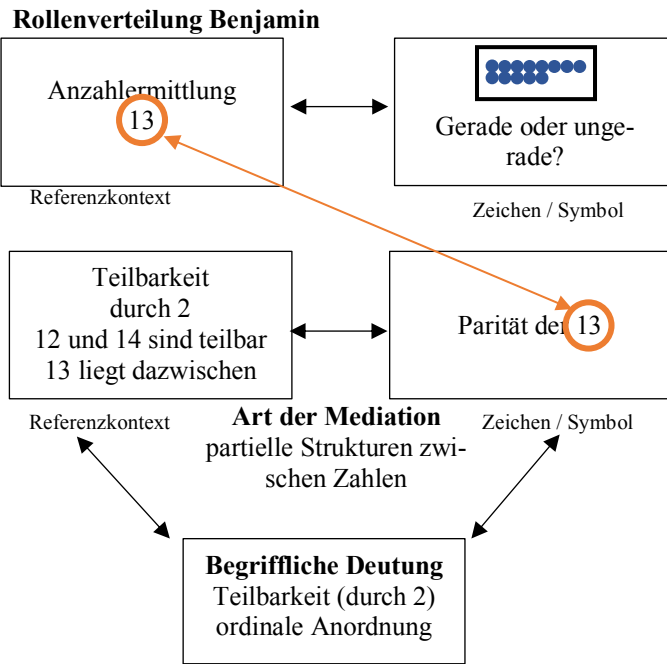 Rollenverteilung Benjamin
Anzahlermittlung
13
Gerade oder unge-
rade?
Referenzkontext
Zeichen / Symbol
Teilbarkeit
durch 2
12 und 14 sind teilbar
13 liegt dazwischen
Parität der 13
Referenzkontext
Art der Mediation
partielle Strukturen zwi-
schen Zahlen
Zeichen / Symbol
Begriffliche Deutung
Teilbarkeit (durch 2)
ordinale Anordnung